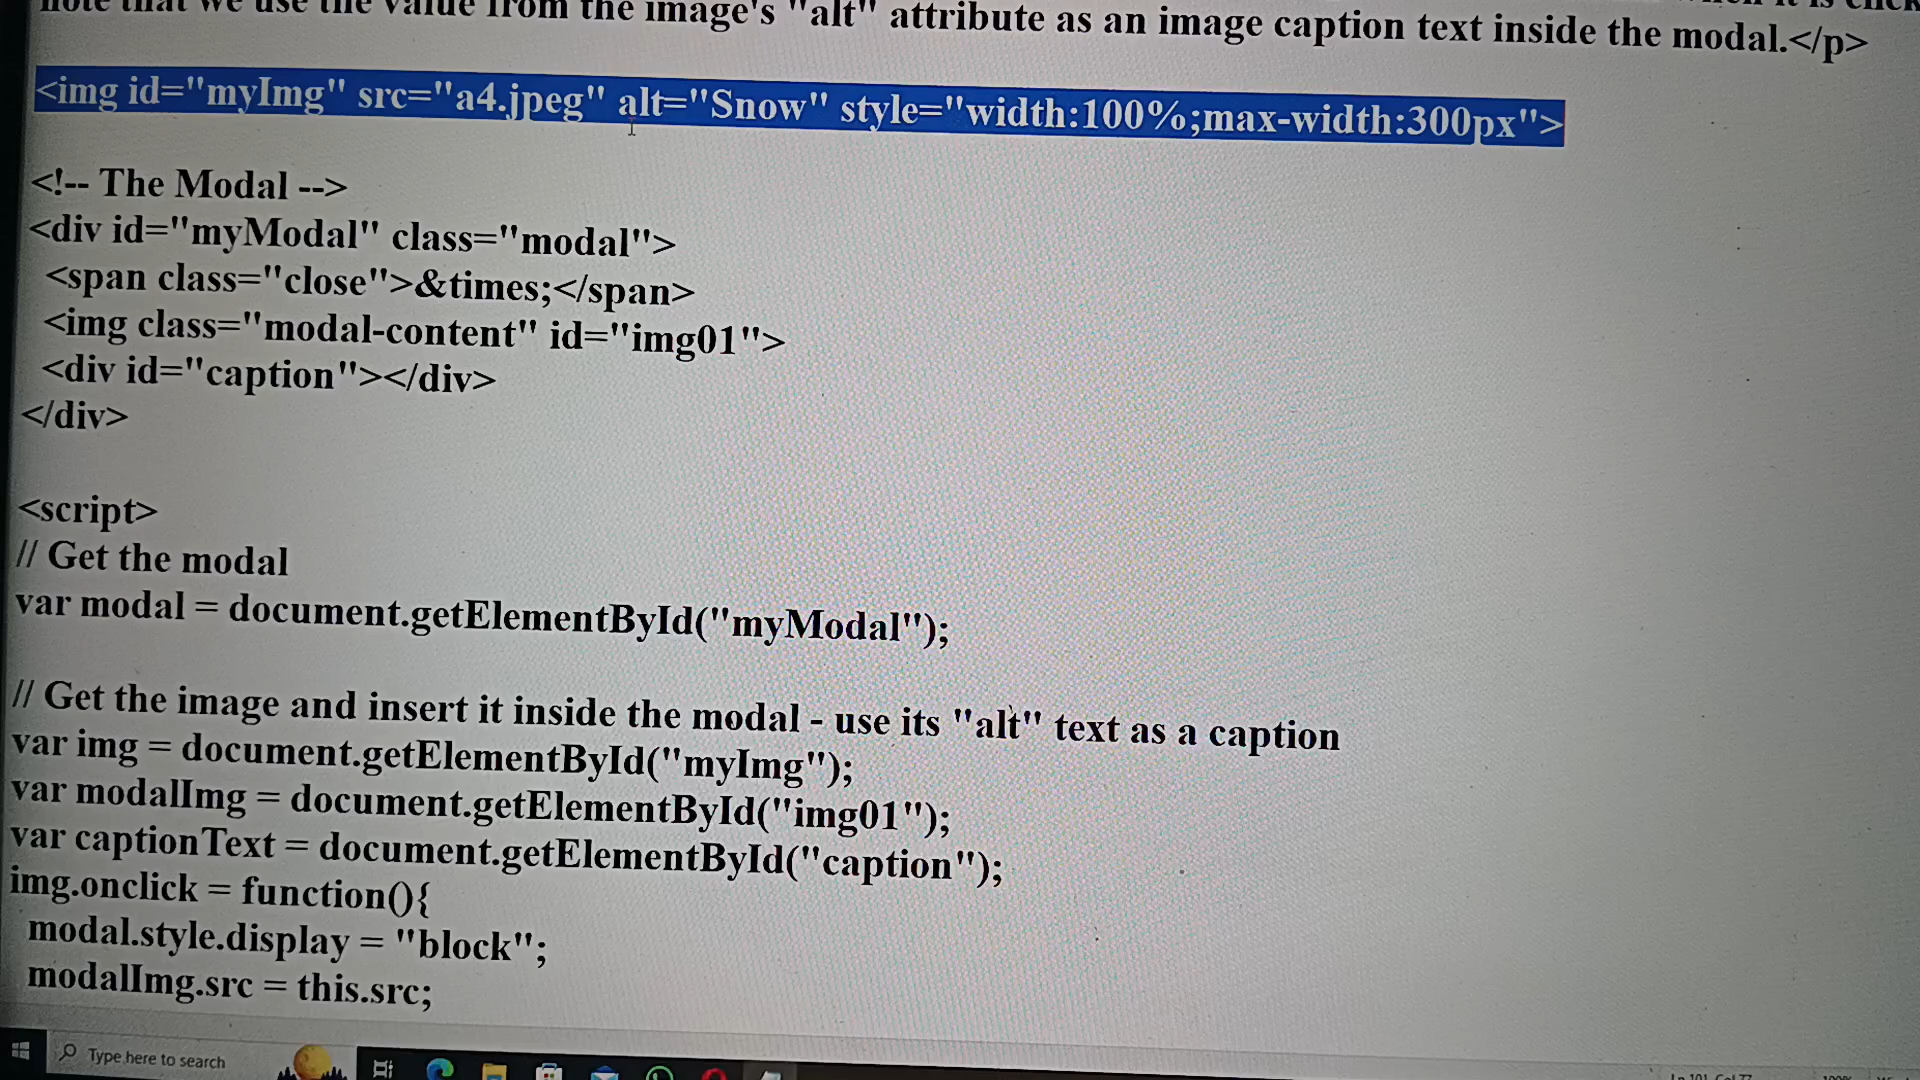 note that we use the value from the image's "alt" attribute as an image caption text inside the modal.</p>
<img id="myImg" src="a4.jpeg" alt="Snow" style="width:100%;max-width:300px">
<!-- The Modal -->
<div id="myModal" class="modal">
<span class="close">&times;</span>
<img class="modal-content" id="img01">
<div id="caption"></div>
</div>
<script>
// Get the modal
var modal = document.getElementById("myModal");
// Get the image and insert it inside the modal - use its "alt" text as a caption
var img = document.getElementById("myImg");
var modalImg = document.getElementById("img01");
var captionText = document.getElementById("caption");
img.onclick = function(){
modal.style.display = "block";
modalImg.src = this.src;
Type here to search